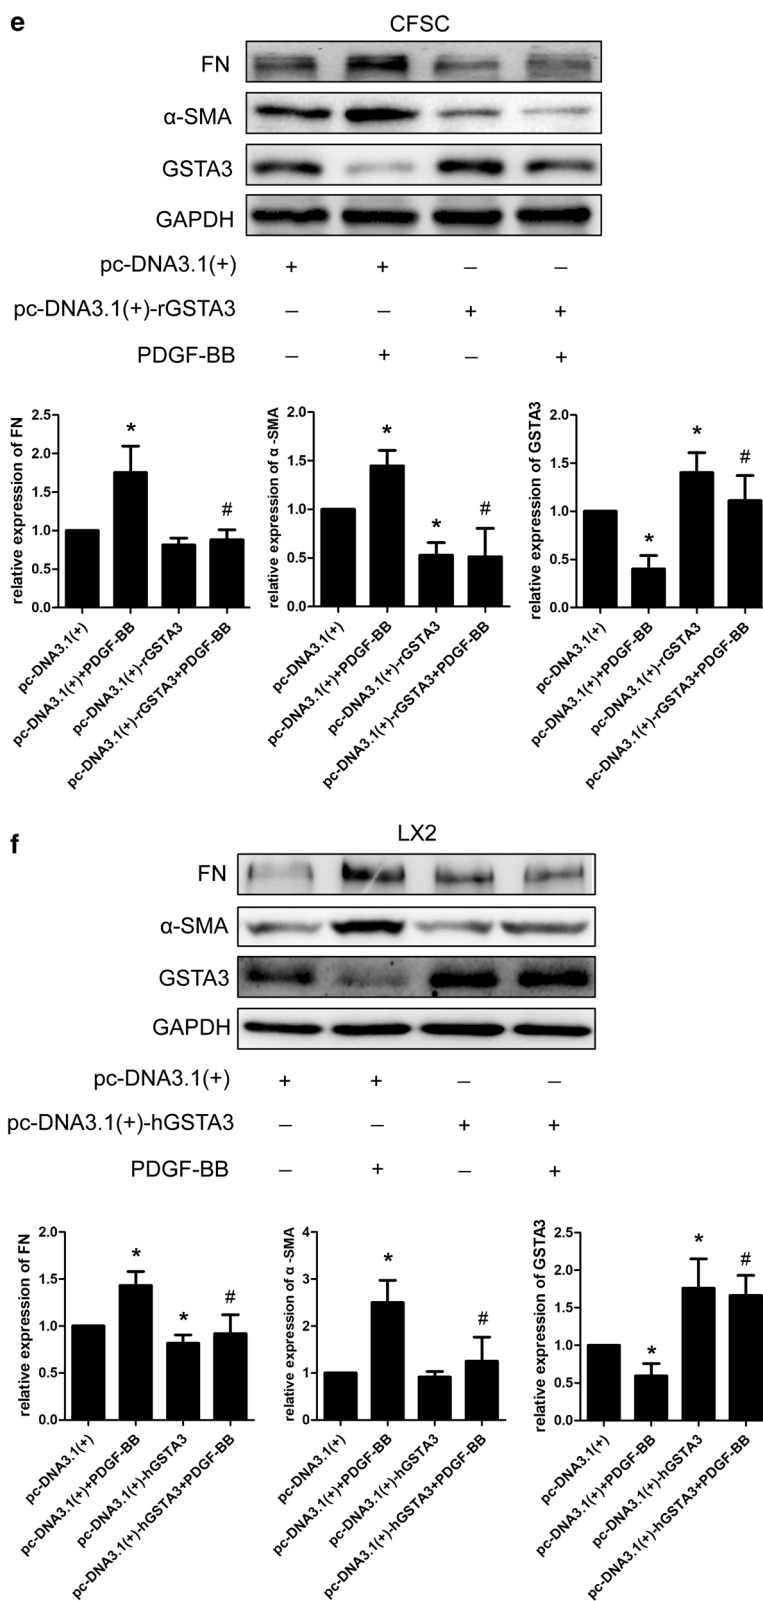 e
CFSC
FN
α-SMA
GSTA3
GAPDH
pc-DNA3.1(+) + + – –
pc-DNA3.1(+)-rGSTA3 – – + +
PDGF-BB – + – +
relative expression of FN
2.5
2.0
1.5
1.0
0.5
0.0
*
#
pc-DNA3.1(+)
pc-DNA3.1(+)+PDGF-BB
pc-DNA3.1(+)-rGSTA3
pc-DNA3.1(+)-rGSTA3+PDGF-BB
relative expression of α -SMA
2.0
1.5
1.0
0.5
0.0
*
*
#
pc-DNA3.1(+)
pc-DNA3.1(+)+PDGF-BB
pc-DNA3.1(+)-rGSTA3
pc-DNA3.1(+)-rGSTA3+PDGF-BB
relative expression of GSTA3
2.0
1.5
1.0
0.5
0.0
*
*
#
pc-DNA3.1(+)
pc-DNA3.1(+)+PDGF-BB
pc-DNA3.1(+)-rGSTA3
pc-DNA3.1(+)-rGSTA3+PDGF-BB
f
LX2
FN
α-SMA
GSTA3
GAPDH
pc-DNA3.1(+) + + – –
pc-DNA3.1(+)-hGSTA3 – – + +
PDGF-BB – + – +
relative expression of FN
2.0
1.5
1.0
0.5
0.0
*
*
#
pc-DNA3.1(+)
pc-DNA3.1(+)+PDGF-BB
pc-DNA3.1(+)-hGSTA3
pc-DNA3.1(+)-hGSTA3+PDGF-BB
relative expression of α -SMA
4
3
2
1
0
*
#
pc-DNA3.1(+)
pc-DNA3.1(+)+PDGF-BB
pc-DNA3.1(+)-hGSTA3
pc-DNA3.1(+)-hGSTA3+PDGF-BB
relative expression of GSTA3
2.5
2.0
1.5
1.0
0.5
0.0
*
*
#
pc-DNA3.1(+)
pc-DNA3.1(+)+PDGF-BB
pc-DNA3.1(+)-hGSTA3
pc-DNA3.1(+)-hGSTA3+PDGF-BB